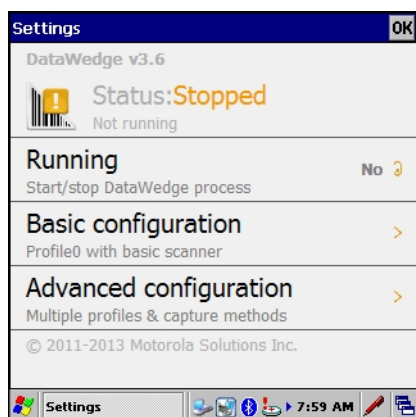 Settings
OK
DataWedge v3.6
Status:Stopped
Not running
Running
No
Start/stop DataWedge process
Basic configuration
Profile0 with basic scanner
Advanced configuration
Multiple profiles & capture methods
© 2011-2013 Motorola Solutions Inc.
Settings
7:59 AM